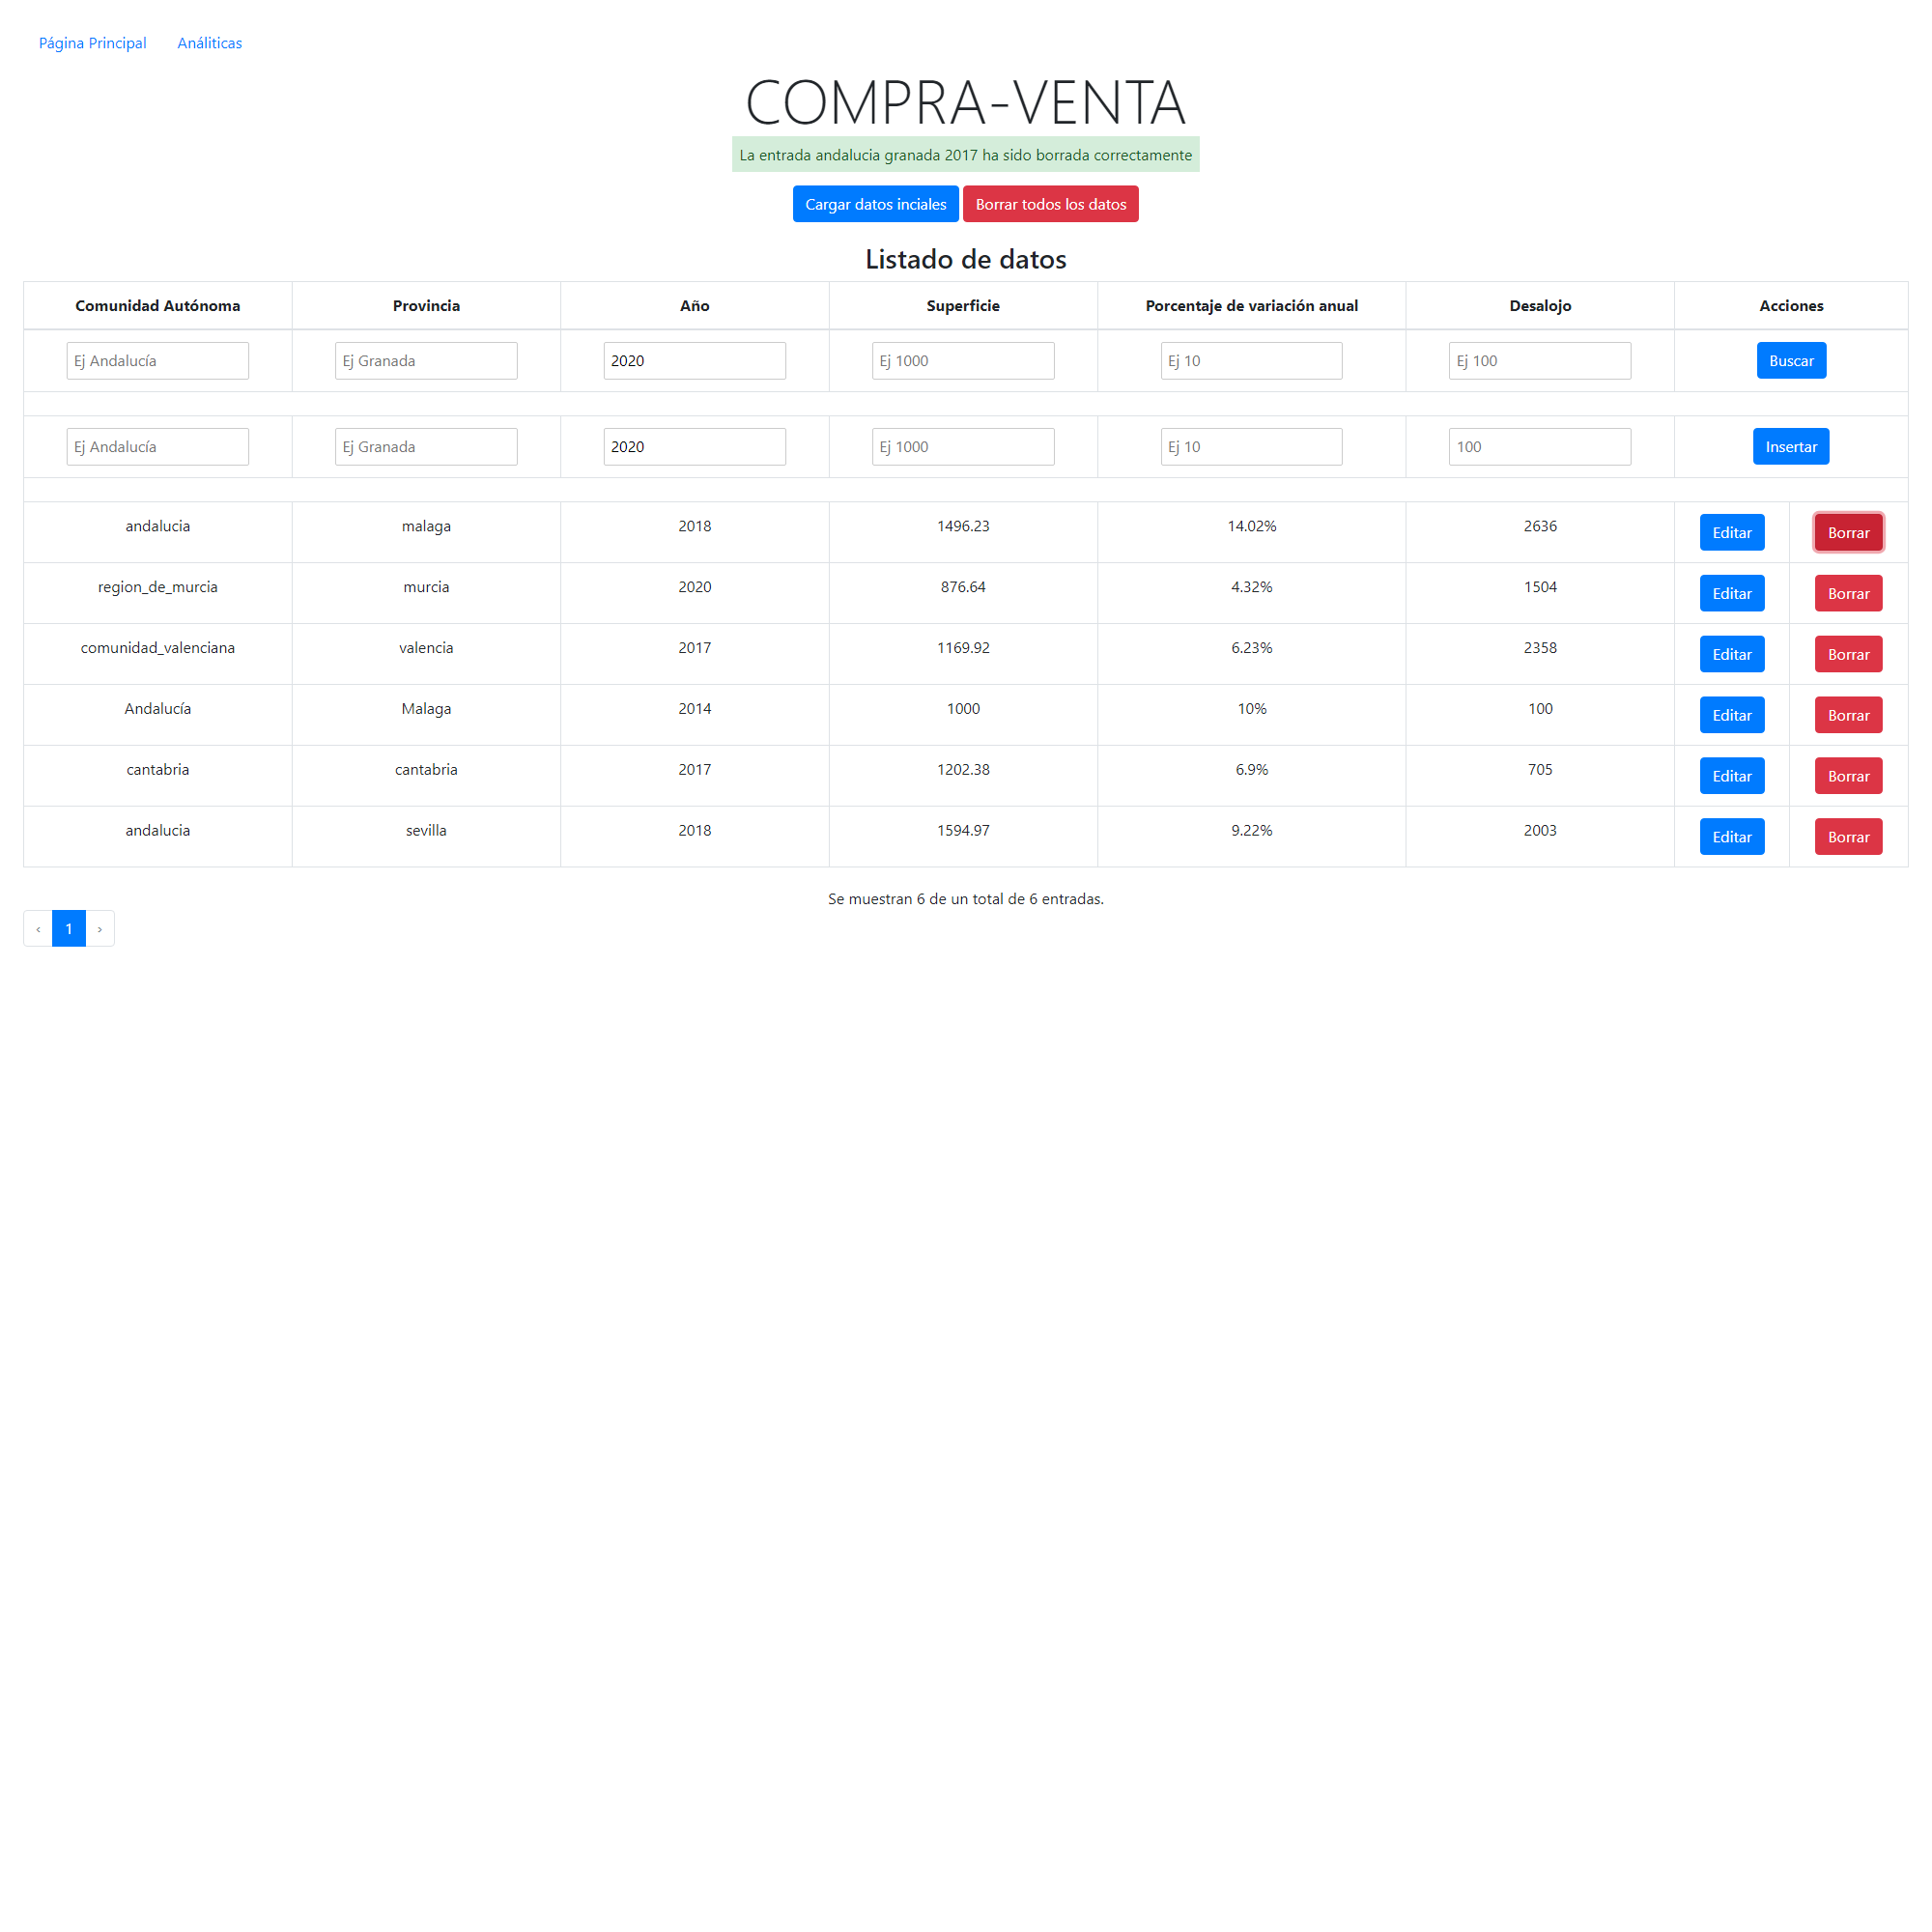 Página Principal Análiticas
COMPRA-VENTA
La entrada andalucia granada 2017 ha sido borrada correctamente
Cargar datos inciales Borrar todos los datos
Listado de datos
Comunidad Autónoma Provincia Año Superficie Porcentaje de variación anual Desalojo Acciones
Ej Andalucía Ej Granada 2020 Ej 1000 Ej 10 Ej 100 Buscar
Ej Andalucía Ej Granada 2020 Ej 1000 Ej 10 100 Insertar
andalucia malaga 2018 1496.23 14.02% 2636 Editar Borrar
region_de_murcia murcia 2020 876.64 4.32% 1504 Editar Borrar
comunidad_valenciana valencia 2017 1169.92 6.23% 2358 Editar Borrar
Andalucía Malaga 2014 1000 10% 100 Editar Borrar
cantabria cantabria 2017 1202.38 6.9% 705 Editar Borrar
andalucia sevilla 2018 1594.97 9.22% 2003 Editar Borrar
Se muestran 6 de un total de 6 entradas.
‹ 1 ›